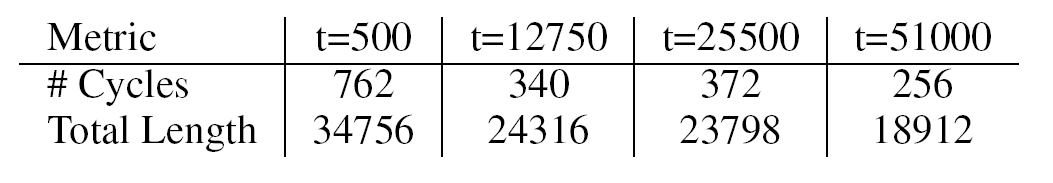 Metric t=500 t=12750 t=25500 t=51000
# Cycles 762 340 372 256
Total Length 34756 24316 23798 18912